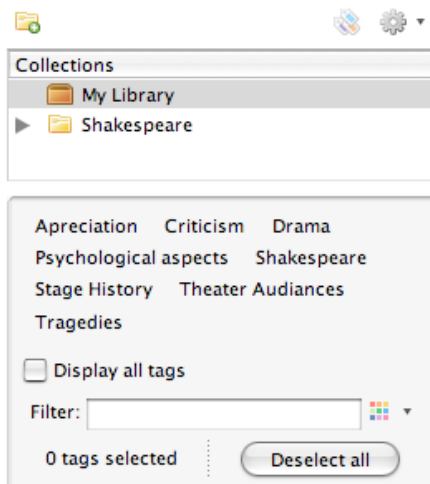 Collections
My Library
Shakespeare
Apreciation Criticism Drama
Psychological aspects Shakespeare
Stage History Theater Audiances
Tragedies
Display all tags
Filter:
0 tags selected Deselect all